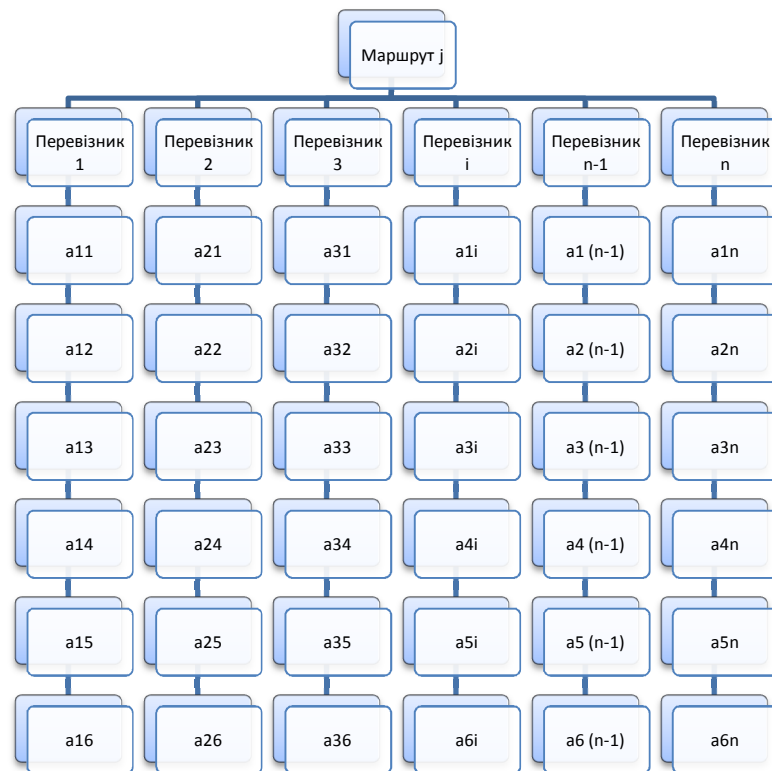 Маршрут j
Перевізник
1
Перевізник
2
Перевізник
3
Перевізник
i
Перевізник
n-1
Перевізник
n
a11
a21
a31
a1i
a1 (n-1)
a1n
a12
a22
a32
a2i
a2 (n-1)
a2n
a13
a23
a33
a3i
a3 (n-1)
a3n
a14
a24
a34
a4i
a4 (n-1)
a4n
a15
a25
a35
a5i
a5 (n-1)
a5n
a16
a26
a36
a6i
a6 (n-1)
a6n